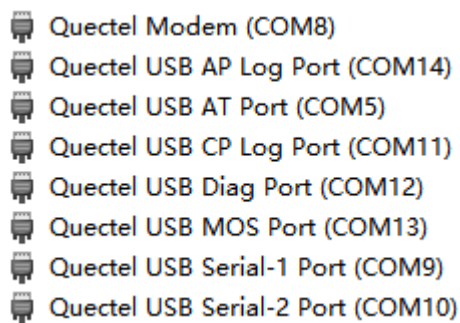 Quectel Modem (COM8)
Quectel USB AP Log Port (COM14)
Quectel USB AT Port (COM5)
Quectel USB CP Log Port (COM11)
Quectel USB Diag Port (COM12)
Quectel USB MOS Port (COM13)
Quectel USB Serial-1 Port (COM9)
Quectel USB Serial-2 Port (COM10)